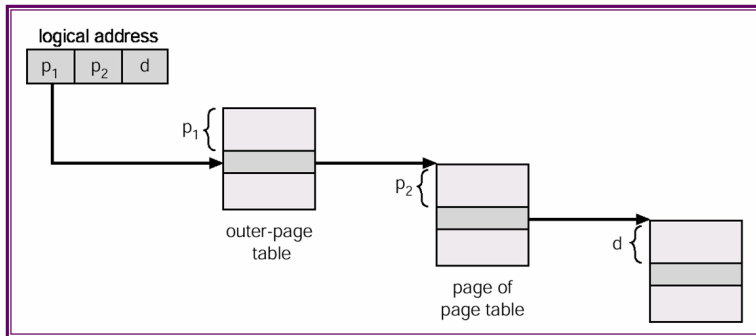 logical address
p₁ p₂ d
p₁
outer-page
table
p₂
page of
page table
d